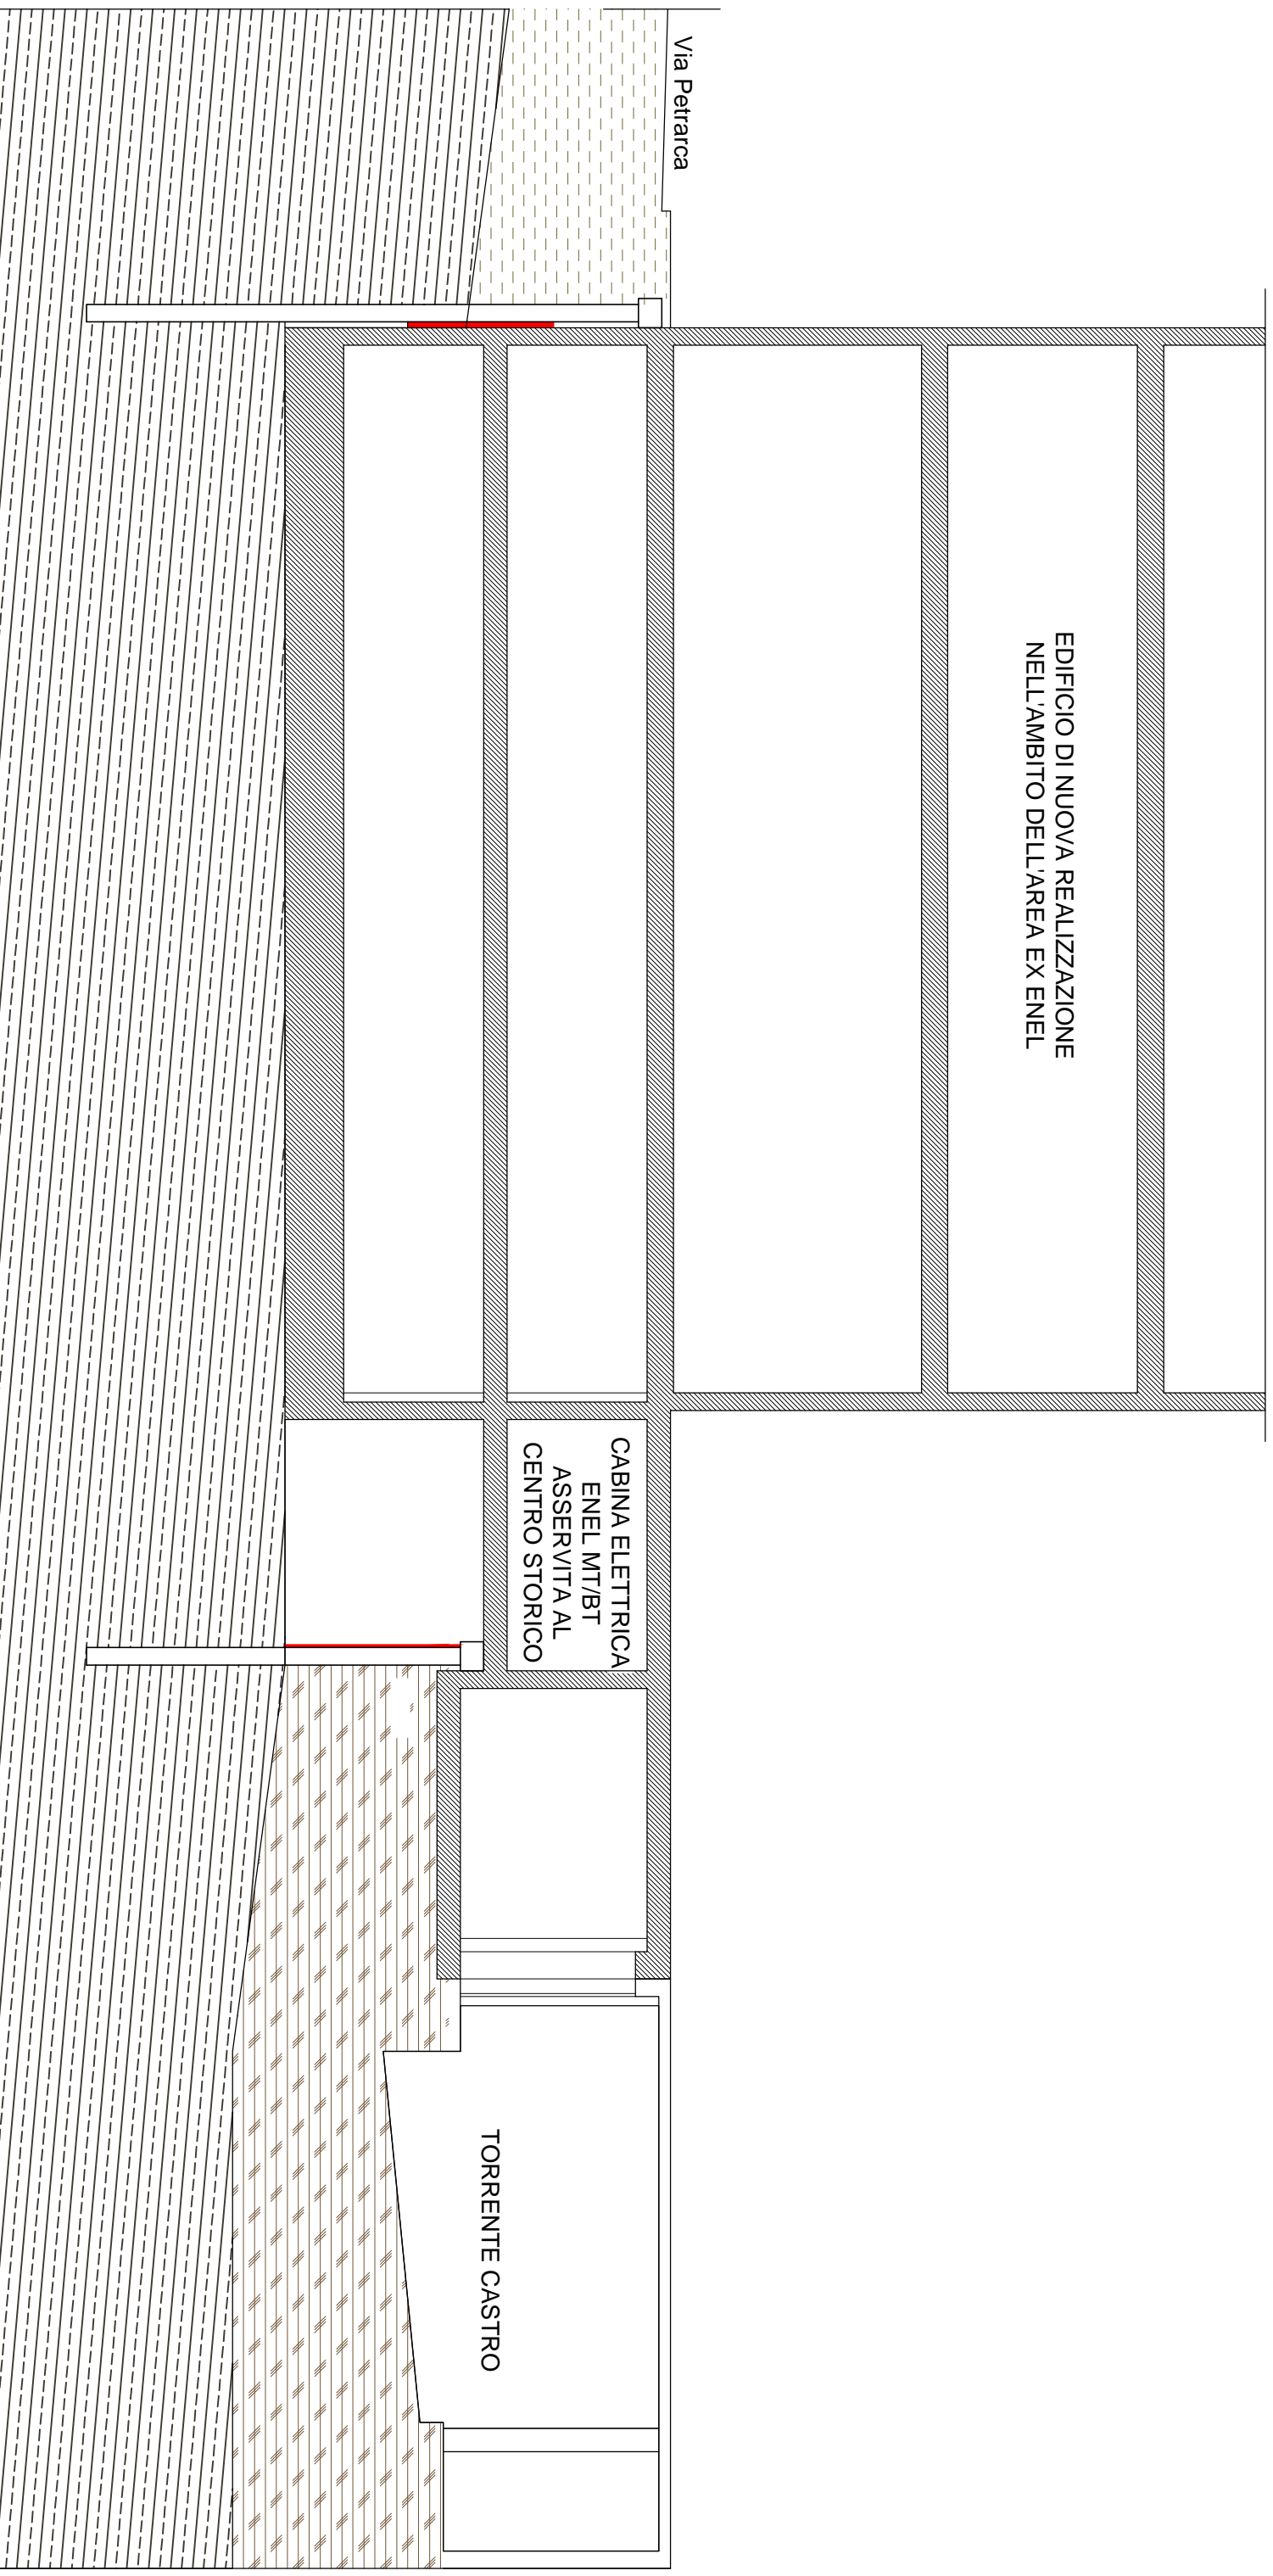 Via Petrarca
EDIFICIO DI NUOVA REALIZZAZIONE
NELL'AMBITO DELL'AREA EX ENEL
CABINA ELETTRICA
ENEL MT/BT
ASSERVITA AL
CENTRO STORICO
TORRENTE CASTRO